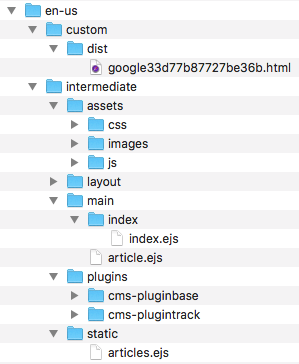 en-us
custom
dist
google33d77b87727be36b.html
intermediate
assets
css
images
js
layout
main
index
index.ejs
article.ejs
plugins
cms-pluginbase
cms-plugintrack
static
articles.ejs